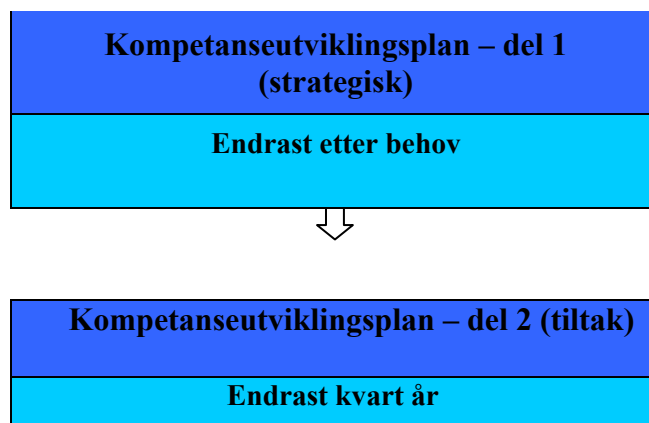 Kompetanseutviklingsplan – del 1
(strategisk)
Endrast etter behov
Kompetanseutviklingsplan – del 2 (tiltak)
Endrast kvart år